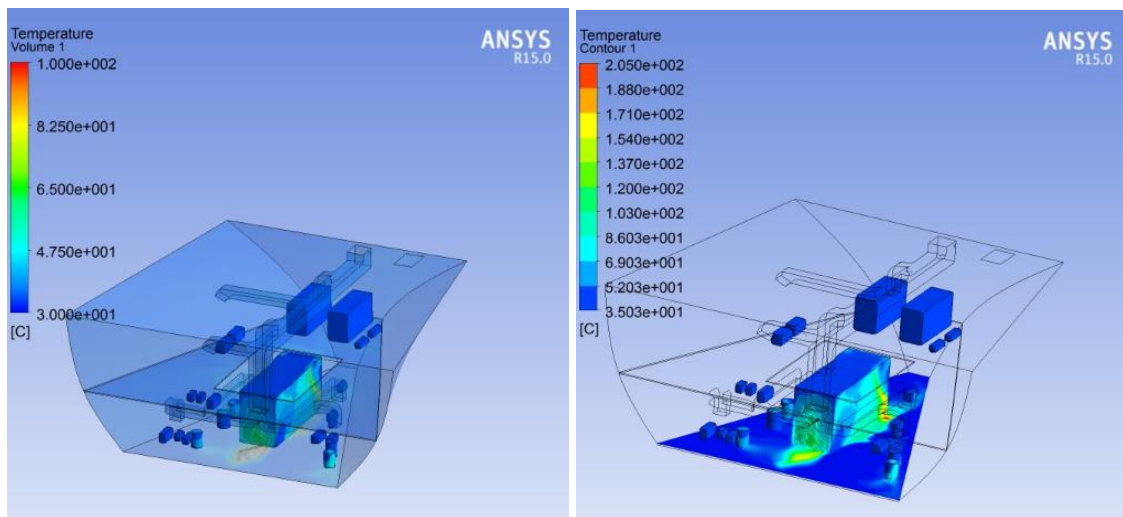 Temperature
Volume 1
ANSYS
R15.0
1.000e+002
8.250e+001
6.500e+001
4.750e+001
3.000e+001
[C]
Temperature
Contour 1
ANSYS
R15.0
2.050e+002
1.880e+002
1.710e+002
1.540e+002
1.370e+002
1.200e+002
1.030e+002
8.603e+001
6.903e+001
5.203e+001
3.503e+001
[C]